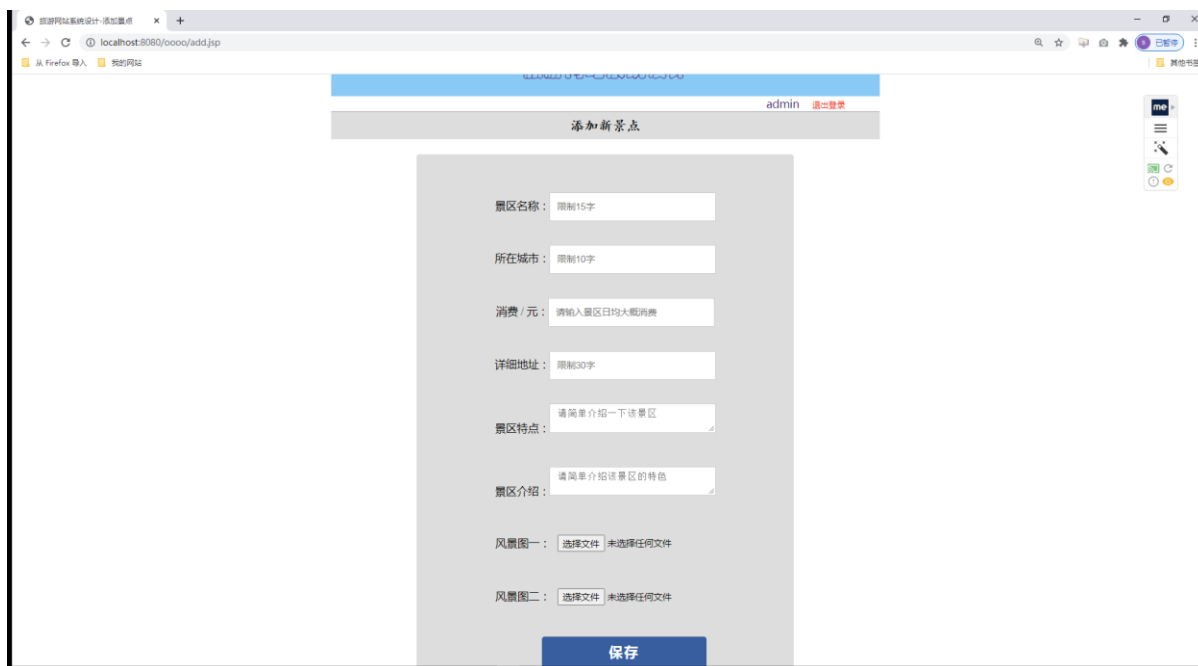 旅游网站系统设计-添加景点
localhost:8080/oooo/add.jsp
已暂停
从 Firefox 导入 我的网站
其他书签
admin 退出登录
添加新景点
me
景区名称： 限制15字
所在城市： 限制10字
消费 / 元： 请输入景区日均大概消费
详细地址： 限制30字
景区特点： 请简单介绍一下该景区
景区介绍： 请简单介绍该景区的特色
风景图一： 选择文件 未选择任何文件
风景图二： 选择文件 未选择任何文件
保存